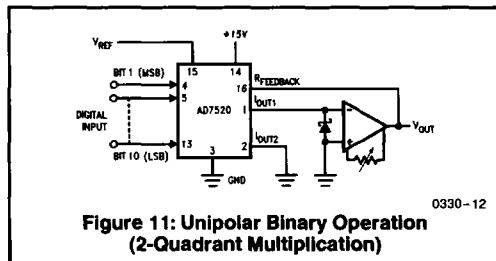 +15V
VREF
15
14
RFEEDBACK
BIT 1 (MSB)
4
16
5
IOUT1
1
DIGITAL
INPUT
AD7520
VOUT
IOUT2
2
BIT 10 (LSB)
13
3
GND
0330-12
Figure 11: Unipolar Binary Operation
(2-Quadrant Multiplication)